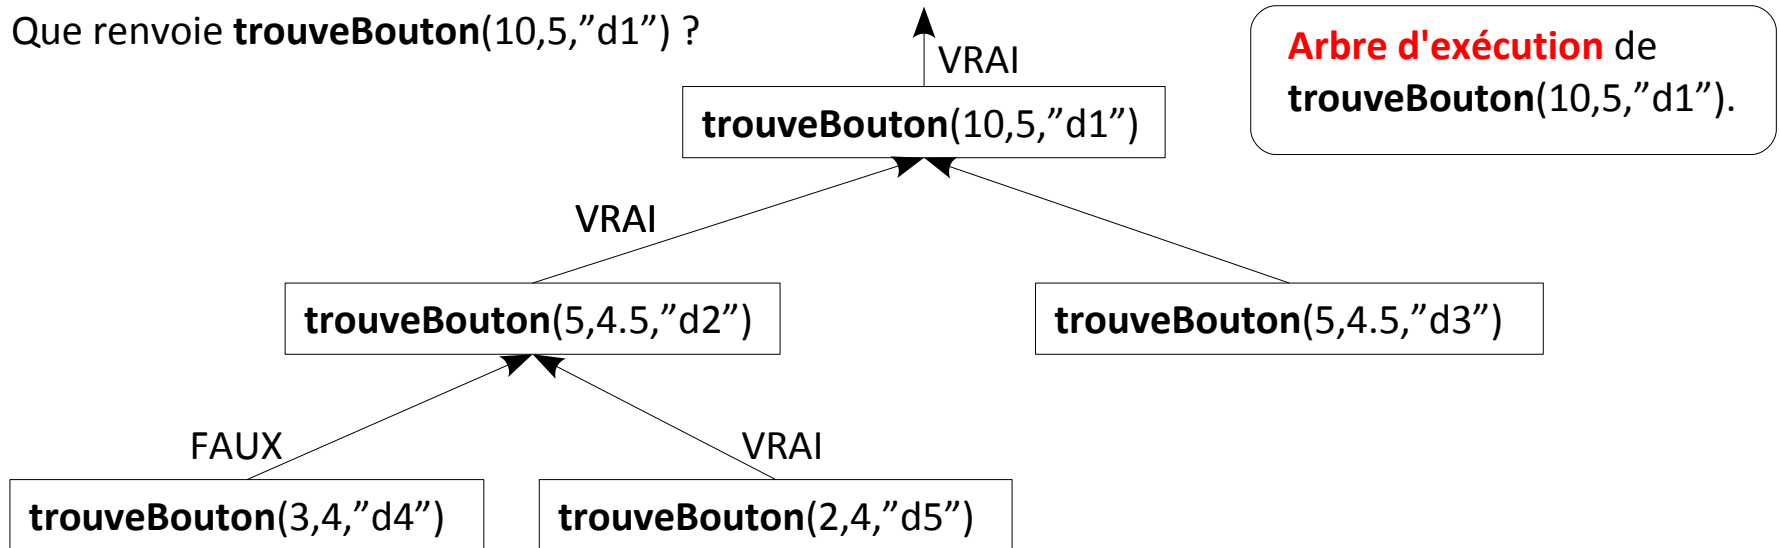 Que renvoie trouveBouton(10,5,”d1”) ?
VRAI
Arbre d'exécution de
trouveBouton(10,5,”d1”).
trouveBouton(10,5,”d1”)
VRAI
trouveBouton(5,4.5,”d2”)
trouveBouton(5,4.5,”d3”)
FAUX
VRAI
trouveBouton(3,4,”d4”)
trouveBouton(2,4,”d5”)